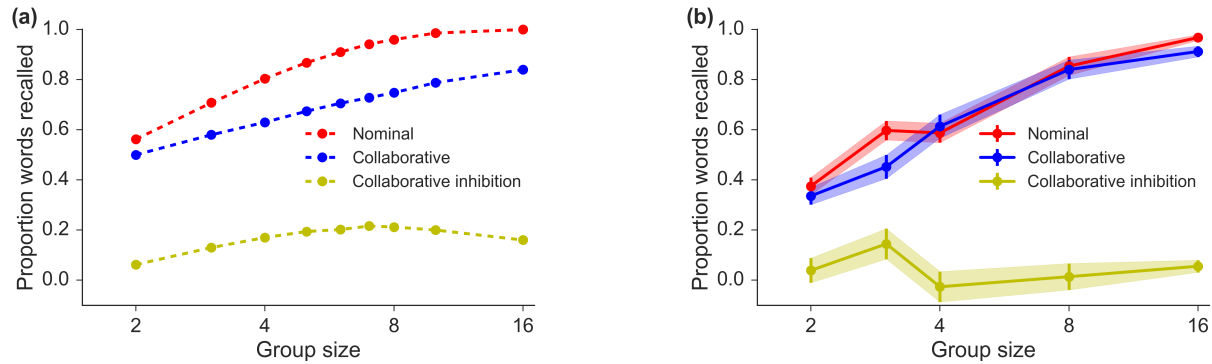 (a)
Proportion words recalled
1.0
0.8
0.6
0.4
0.2
0.0
Nominal
Collaborative
Collaborative inhibition
2 4 8 16
Group size
(b)
Proportion words recalled
1.0
0.8
0.6
0.4
0.2
0.0
Nominal
Collaborative
Collaborative inhibition
2 4 8 16
Group size